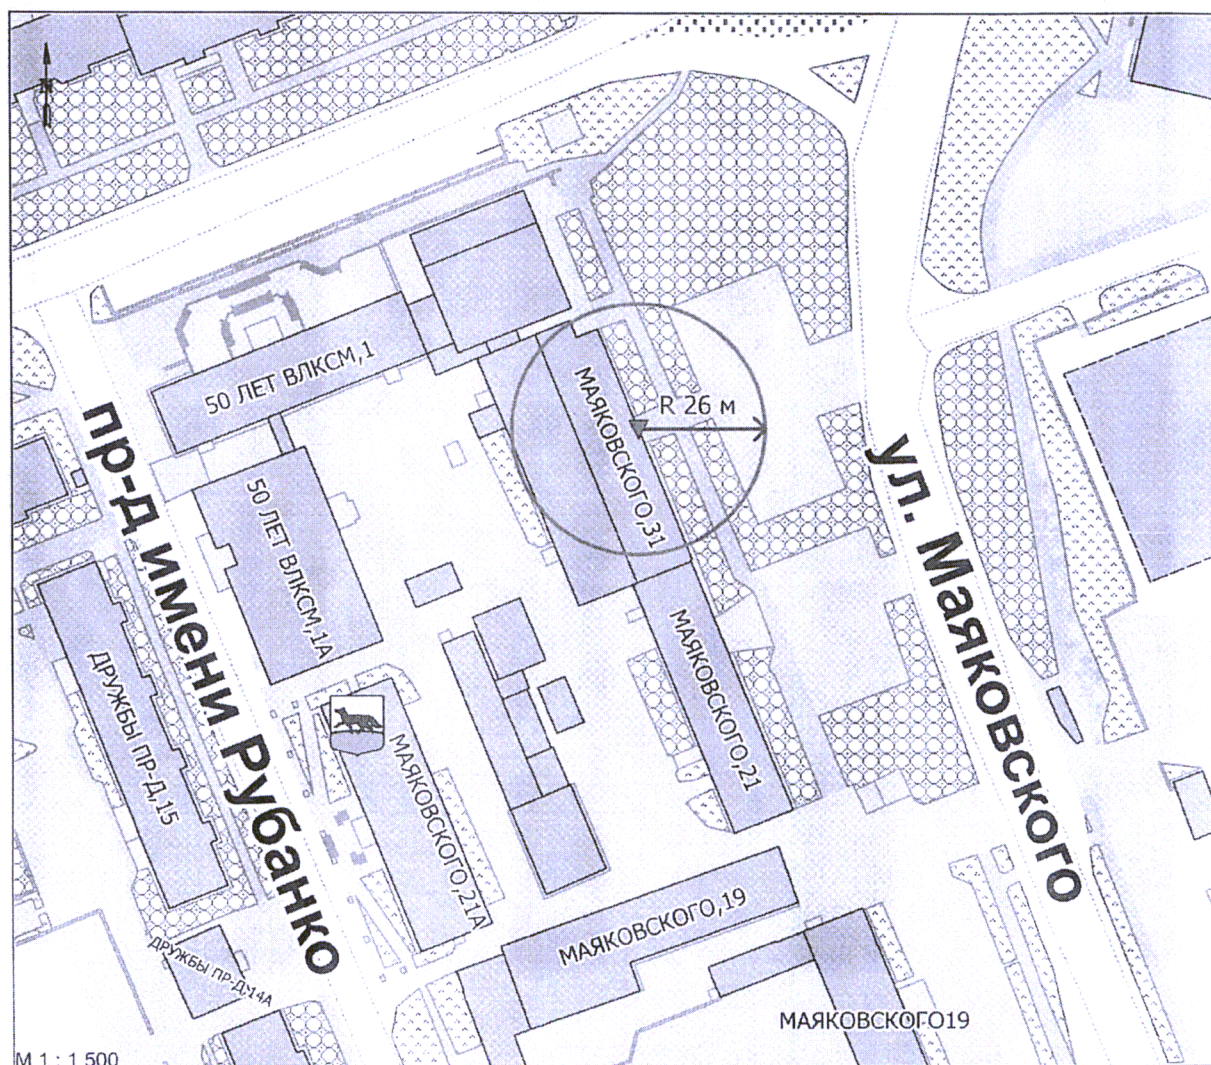 N
50 ЛЕТ ВЛКСМ,1
МАЯКОВСКОГО,31
R 26 м
пр-д имени Рубанко
50 ЛЕТ ВЛКСМ,1А
ул. Маяковского
ДРУЖБЫ ПР-Д,15
МАЯКОВСКОГО,21
МАЯКОВСКОГО,21А
МАЯКОВСКОГО,19
ДРУЖБЫ ПР-Д,14А
МАЯКОВСКОГО19
М 1 : 1 500